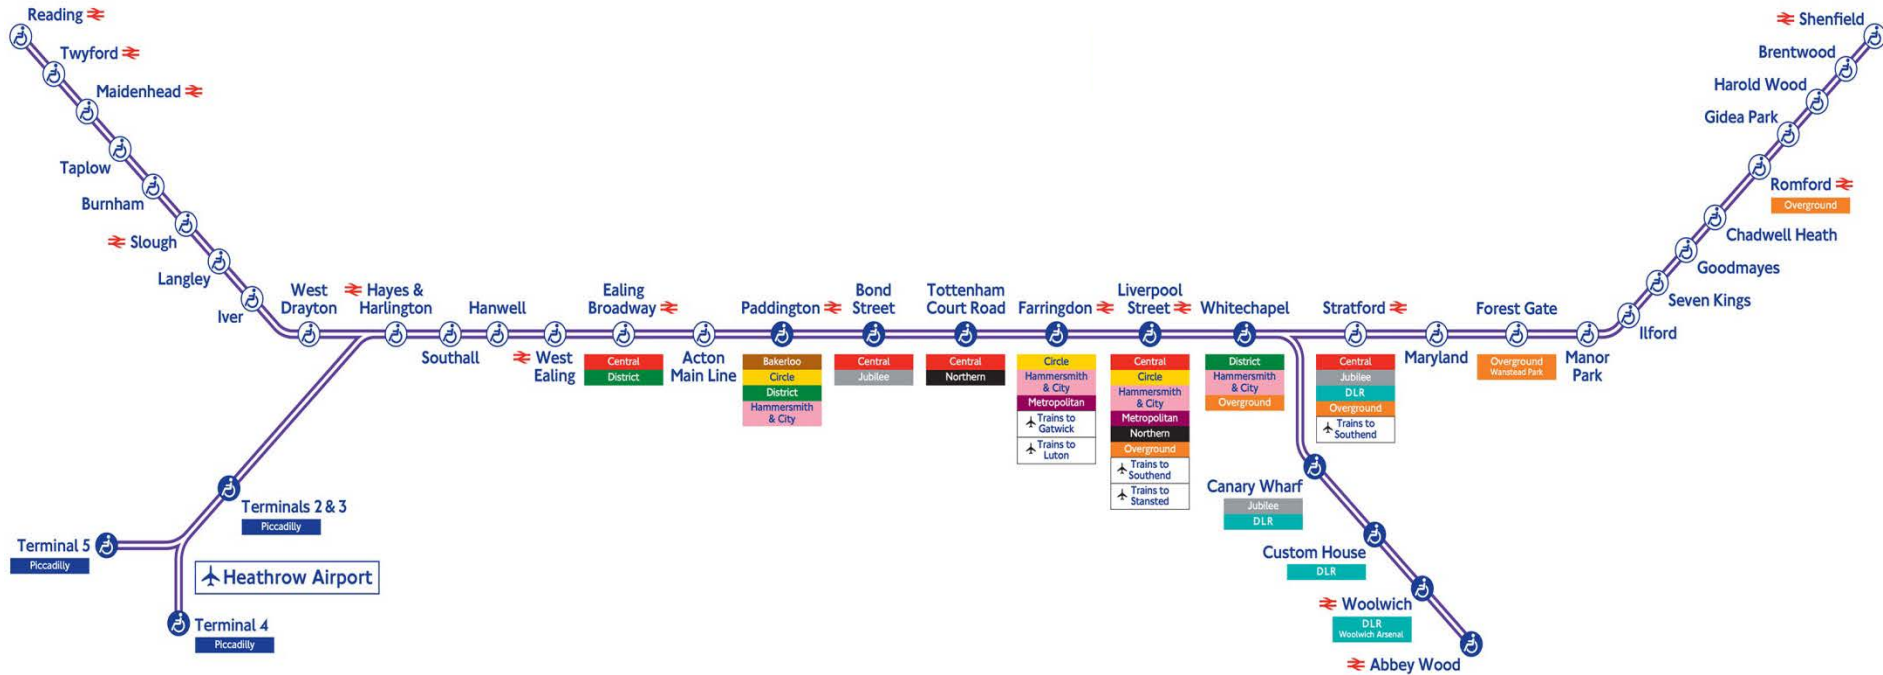 Reading
Twyford
Maidenhead
Taplow
Burnham
Slough
Langley
Iver
West
Drayton
Hayes &
Harlington
Southall
Hanwell
West
Ealing
Ealing
Broadway
Central
District
Acton
Main Line
Paddington
Bakerloo
Circle
District
Hammersmith
& City
Bond
Street
Central
Jubilee
Tottenham
Court Road
Central
Northern
Farringdon
Circle
Hammersmith
& City
Metropolitan
Trains to
Gatwick
Trains to
Luton
Liverpool
Street
Central
Circle
Hammersmith
& City
Metropolitan
Northern
Overground
Trains to
Southend
Trains to
Stansted
Whitechapel
District
Hammersmith
& City
Overground
Stratford
Central
Jubilee
DLR
Overground
Trains to
Southend
Maryland
Forest Gate
Overground
Wanstead Park
Manor
Park
Ilford
Seven Kings
Goodmayes
Chadwell Heath
Romford
Overground
Gidea Park
Harold Wood
Brentwood
Shenfield
Terminals 2 & 3
Piccadilly
Terminal 5
Piccadilly
Heathrow Airport
Terminal 4
Piccadilly
Canary Wharf
Jubilee
DLR
Custom House
DLR
Woolwich
DLR
Woolwich Arsenal
Abbey Wood